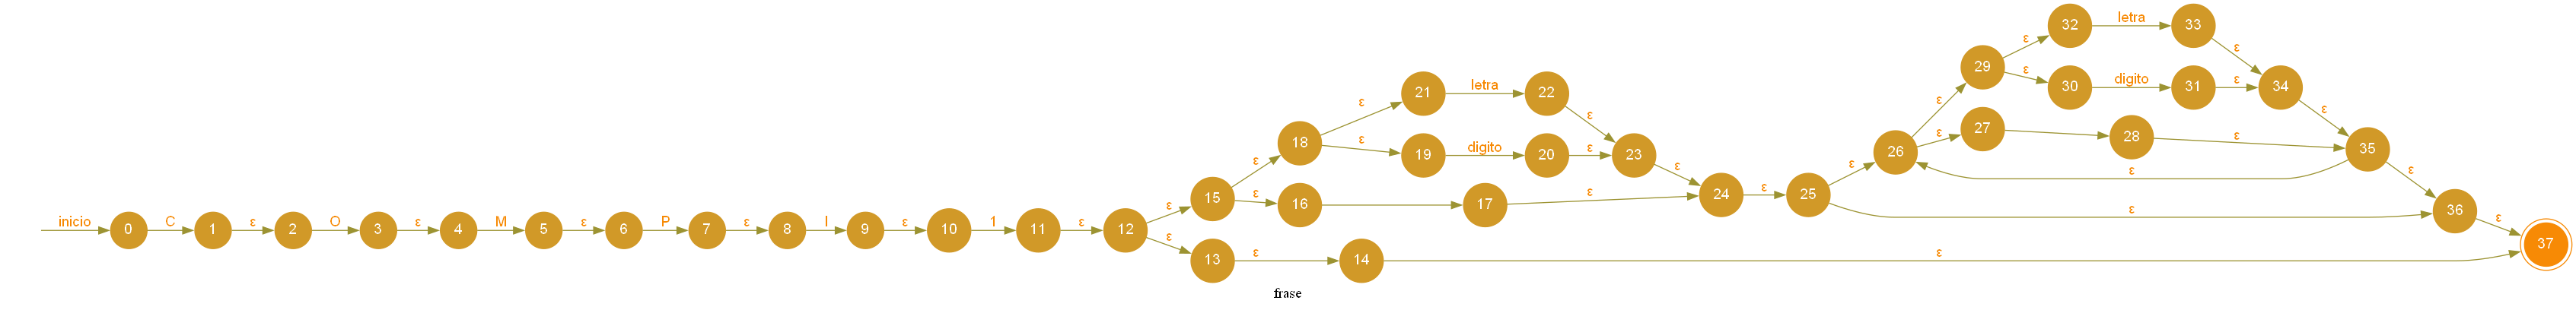 inicio 0 C 1 ε 2 O 3 ε 4 M 5 ε 6 P 7 ε 8 I 9 ε 10 1 11 ε 12
ε 15 ε 18 ε 21 letra 22 ε
ε 19 digito 20 ε 23 ε
ε 16 17 ε 24 ε 25
ε 13 ε 14 ε
ε 26 ε 29 ε 32 letra 33 ε
ε 30 digito 31 ε 34 ε
ε 27 28 ε 35 ε
ε
ε 36 ε 37
frase